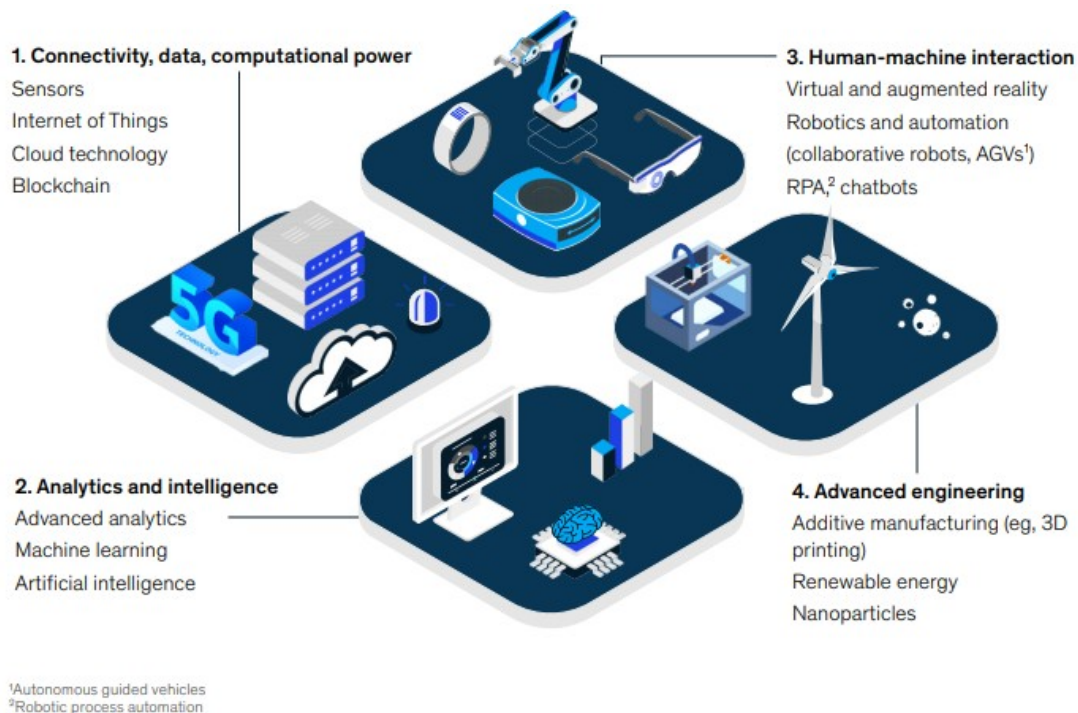 1. Connectivity, data, computational power
Sensors
Internet of Things
Cloud technology
Blockchain
3. Human-machine interaction
Virtual and augmented reality
Robotics and automation
(collaborative robots, AGVs¹)
RPA,² chatbots
5G
TECHNOLOGY
2. Analytics and intelligence
Advanced analytics
Machine learning
Artificial intelligence
4. Advanced engineering
Additive manufacturing (eg, 3D
printing)
Renewable energy
Nanoparticles
¹Autonomous guided vehicles
²Robotic process automation